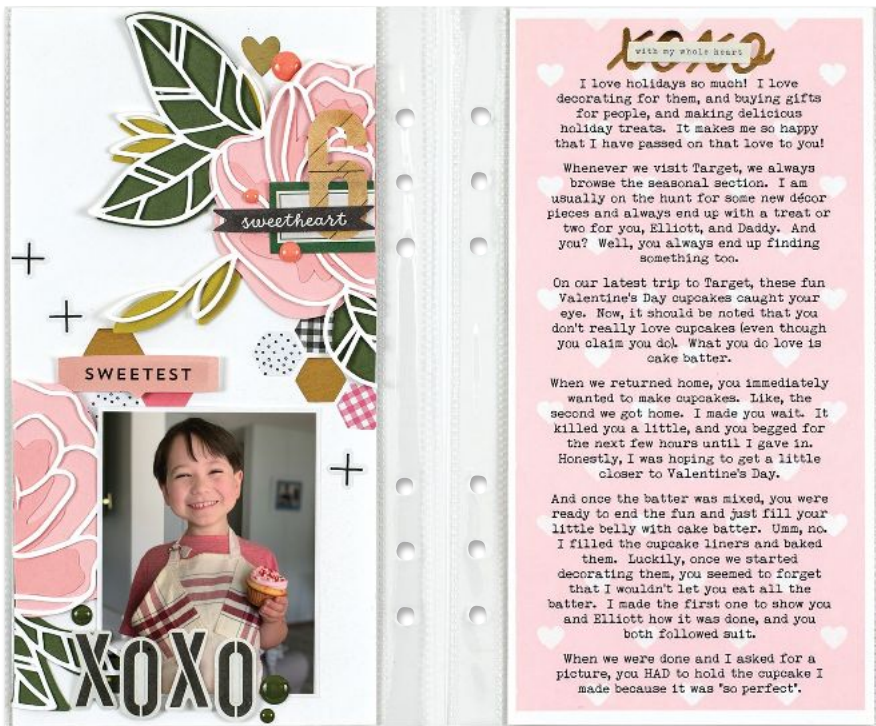 6
sweetheart
SWEETEST
XOXO
xoxo
with my whole heart
I love holidays so much! I love
decorating for them, and buying gifts
for people, and making delicious
holiday treats. It makes me so happy
that I have passed on that love to you!
Whenever we visit Target, we always
browse the seasonal section. I am
usually on the hunt for some new décor
pieces and always end up with a treat or
two for you, Elliott, and Daddy. And
you? Well, you always end up finding
something too.
On our latest trip to Target, these fun
Valentine's Day cupcakes caught your
eye. Now, it should be noted that you
don't really love cupcakes (even though
you claim you do). What you do love is
cake batter.
When we returned home, you immediately
wanted to make cupcakes. Like, the
second we got home. I made you wait. It
killed you a little, and you begged for
the next few hours until I gave in.
Honestly, I was hoping to get a little
closer to Valentine's Day.
And once the batter was mixed, you were
ready to end the fun and just fill your
little belly with cake batter. Umm, no.
I filled the cupcake liners and baked
them. Luckily, once we started
decorating them, you seemed to forget
that I wouldn't let you eat all the
batter. I made the first one to show you
and Elliott how it was done, and you
both followed suit.
When we were done and I asked for a
picture, you HAD to hold the cupcake I
made because it was "so perfect".